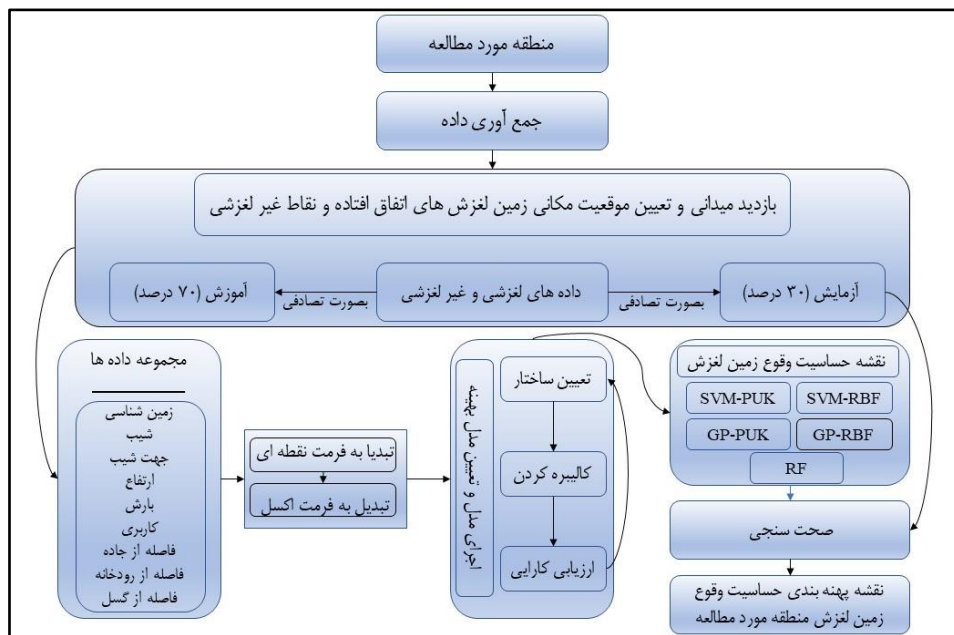 منطقه مورد مطالعه
جمع آوری داده
بازدید میدانی و تعیین موقعیت مکانی زمین لغزش های اتفاق افتاده و نقاط غیر لغزشی
آزمایش (۳۰ درصد)
بصورت تصادفی
داده های لغزشی و غیر لغزشی
بصورت تصادفی
آموزش (۷۰ درصد)
مجموعه داده ها
زمین شناسی
شیب
جهت شیب
ارتفاع
بارش
کاربری
فاصله از جاده
فاصله از رودخانه
فاصله از گسل
تبدیا به فرمت نقطه ای
تبدیل به فرمت اکسل
اجرای مدل و تعیین مدل بهینه
تعیین ساختار
کالیبره کردن
ارزیابی کارایی
نقشه حساسیت وقوع زمین لغزش
SVM-PUK
SVM-RBF
GP-PUK
GP-RBF
RF
صحت سنجی
نقشه پهنه بندی حساسیت وقوع
زمین لغزش منطقه مورد مطالعه